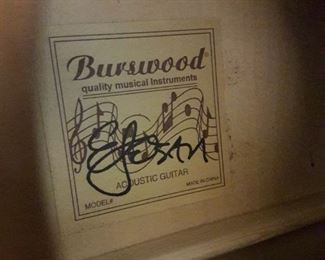 Burswood®
quality musical Instruments
ACOUSTIC GUITAR
MODEL#
MADE IN CHINA